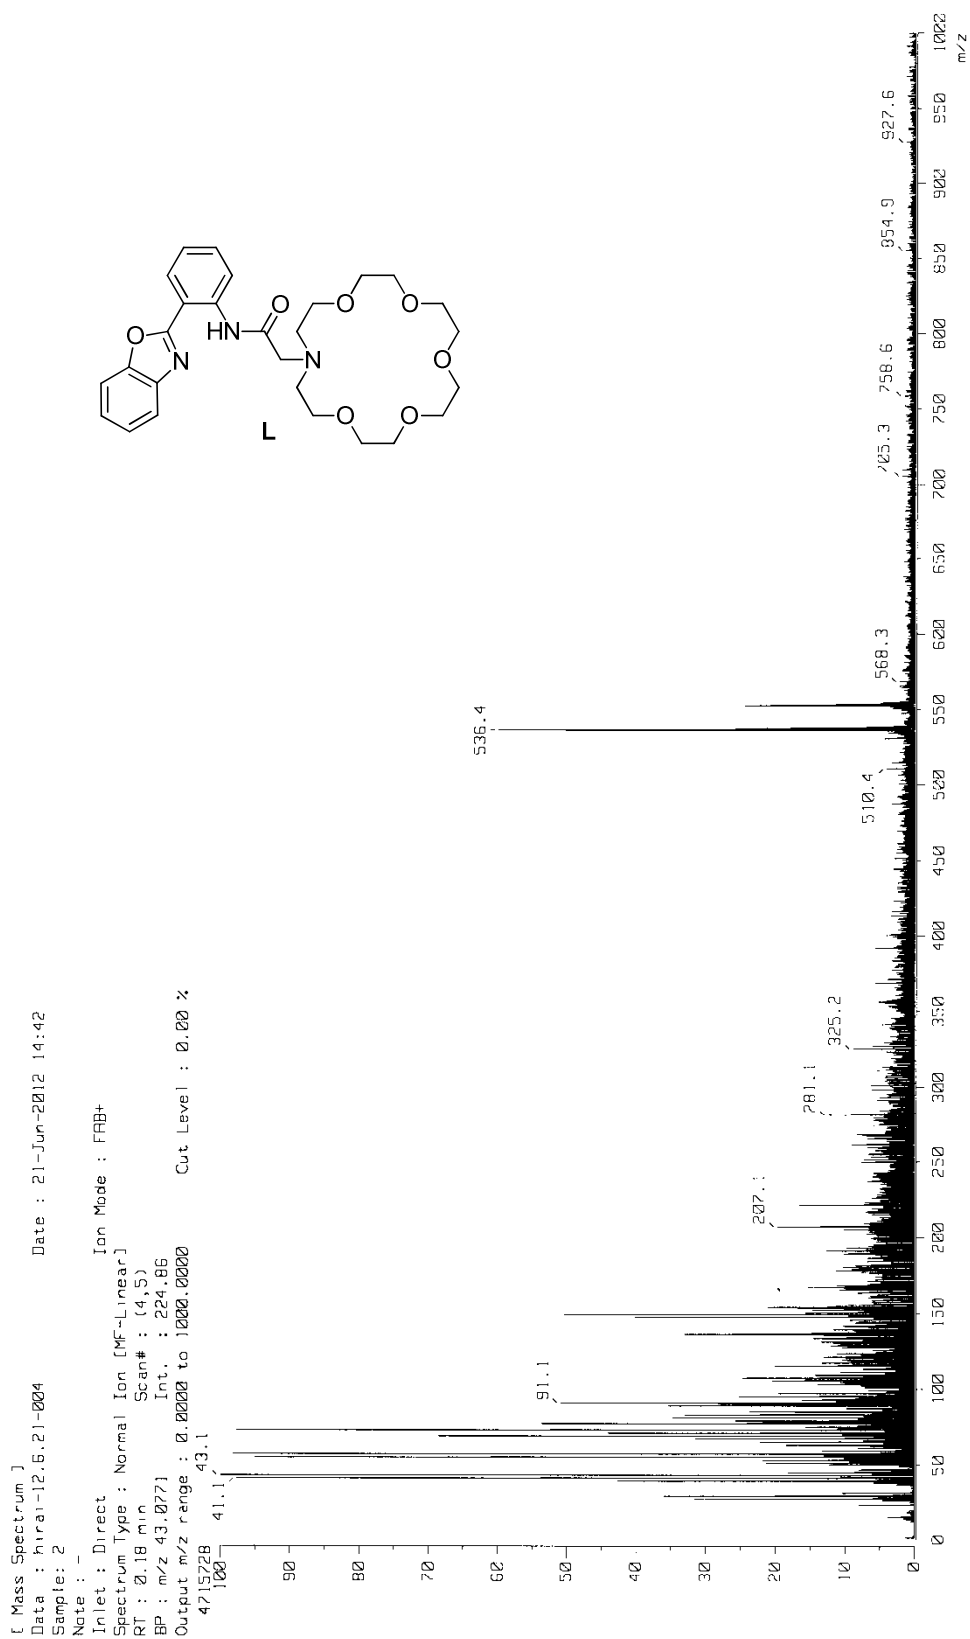 [ Mass Spectrum ]
Data : hirai-12.6.21-004 Date : 21-Jun-2012 14:42
Sample: 2
Note : -
Inlet : Direct Ion Mode : FAB+
Spectrum Type : Normal Ion [MF-Linear]
RT : 0.18 min Scan# : (4,5)
BP : m/z 43.0771 Int. : 224.86
Output m/z range : 0.0000 to 1000.0000 Cut Level : 0.00 %
4715728
100
90
80
70
60
50
40
30
20
10
0
41.1
43.1
91.1
207.1
281.1
325.2
510.4
536.4
568.3
705.3
758.6
854.9
927.6
0
50
100
150
200
250
300
350
400
450
500
550
600
650
700
750
800
850
900
950
1000
m/z
O
N
HN
O
N
O
O
O
O
O
L